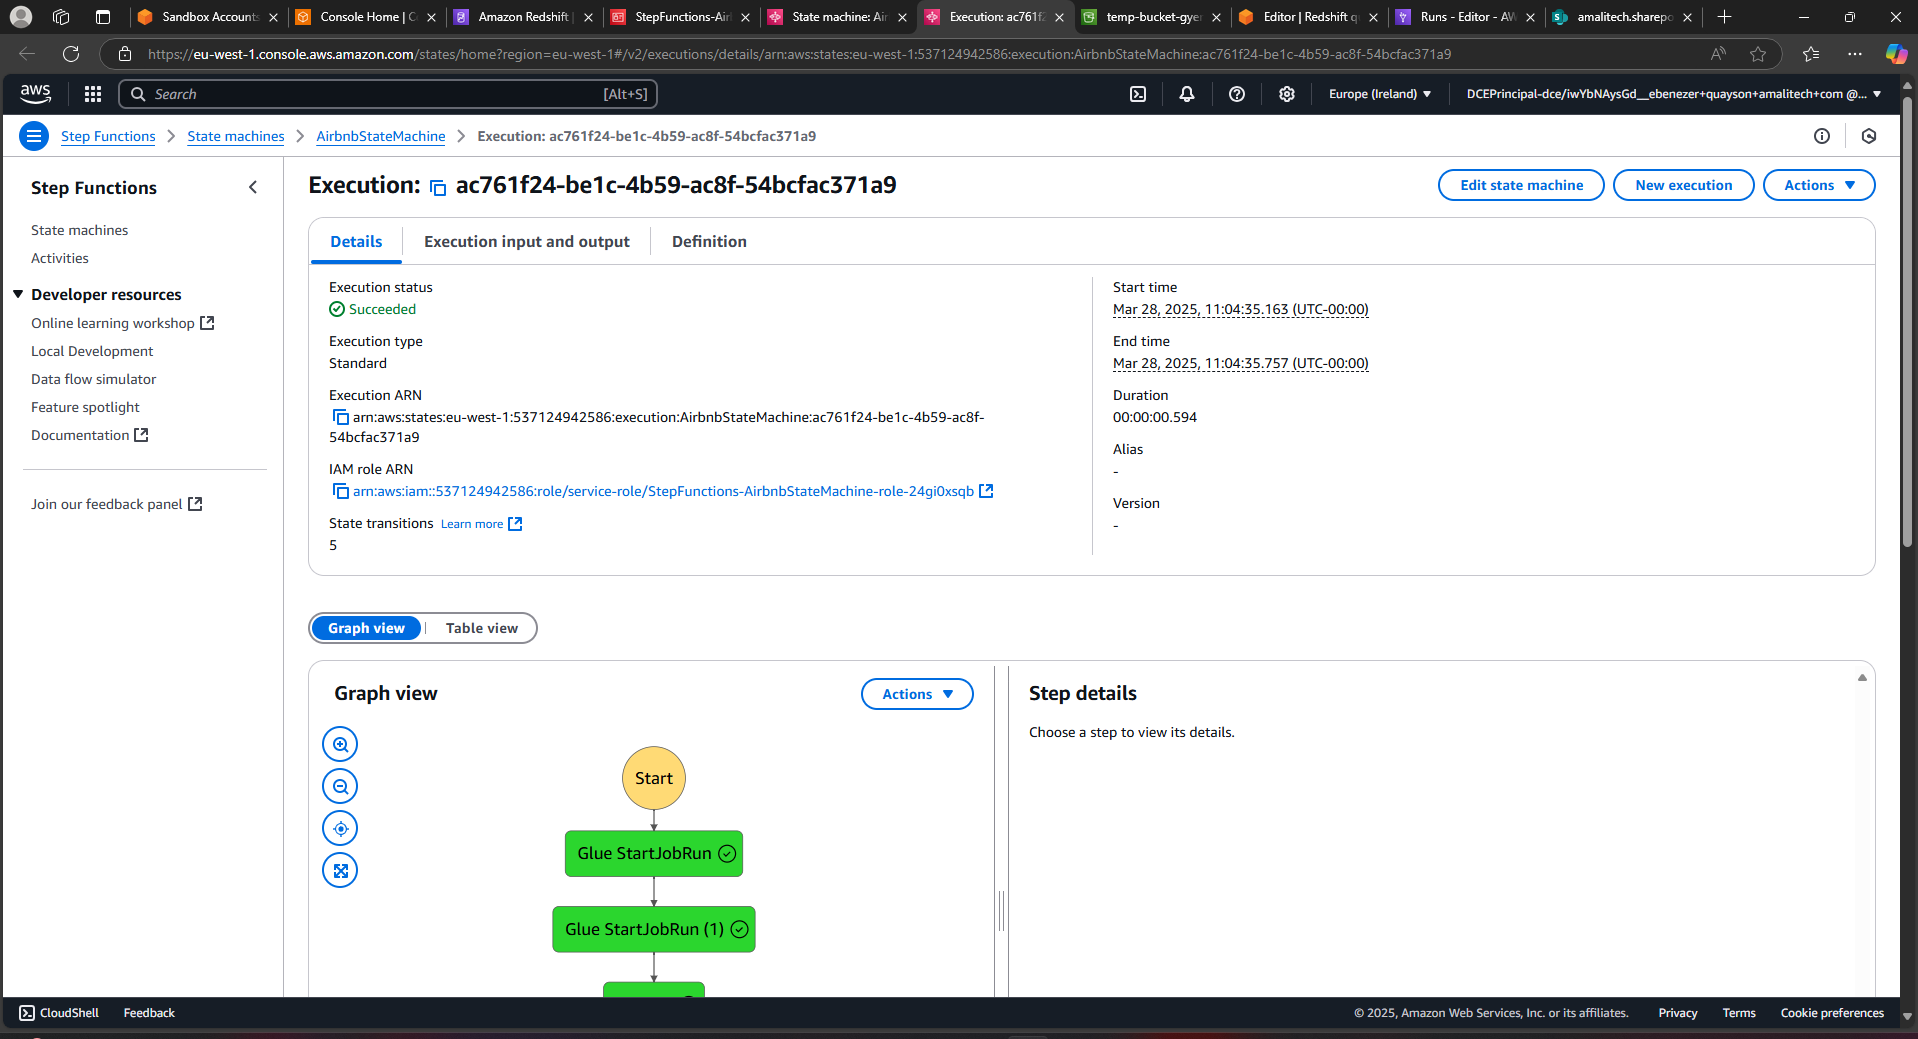 Sandbox Accounts
Console Home | C
Amazon Redshift |
StepFunctions-Airl
State machine: Air
Execution: ac761f2
temp-bucket-gye
Editor | Redshift q
Runs - Editor - AW
amalitech.sharepo
https://eu-west-1.console.aws.amazon.com/states/home?region=eu-west-1#/v2/executions/details/arn:aws:states:eu-west-1:537124942586:execution:AirbnbStateMachine:ac761f24-be1c-4b59-ac8f-54bcfac371a9
aws
Search
[Alt+S]
Europe (Ireland)
DCEPrincipal-dce/iwYbNAysGd__ebenezer+quayson+amalitech+com @...
Step Functions
State machines
AirbnbStateMachine
Execution: ac761f24-be1c-4b59-ac8f-54bcfac371a9
Step Functions
State machines
Activities
Developer resources
Online learning workshop
Local Development
Data flow simulator
Feature spotlight
Documentation
Join our feedback panel
Execution: ac761f24-be1c-4b59-ac8f-54bcfac371a9
Edit state machine
New execution
Actions
Details
Execution input and output
Definition
Execution status
Succeeded
Execution type
Standard
Execution ARN
arn:aws:states:eu-west-1:537124942586:execution:AirbnbStateMachine:ac761f24-be1c-4b59-ac8f-
54bcfac371a9
IAM role ARN
arn:aws:iam::537124942586:role/service-role/StepFunctions-AirbnbStateMachine-role-24gi0xsqb
State transitions Learn more
5
Start time
Mar 28, 2025, 11:04:35.163 (UTC-00:00)
End time
Mar 28, 2025, 11:04:35.757 (UTC-00:00)
Duration
00:00:00.594
Alias
-
Version
-
Graph view
Table view
Graph view
Actions
Start
Glue StartJobRun
Glue StartJobRun (1)
Step details
Choose a step to view its details.
CloudShell
Feedback
© 2025, Amazon Web Services, Inc. or its affiliates.
Privacy
Terms
Cookie preferences